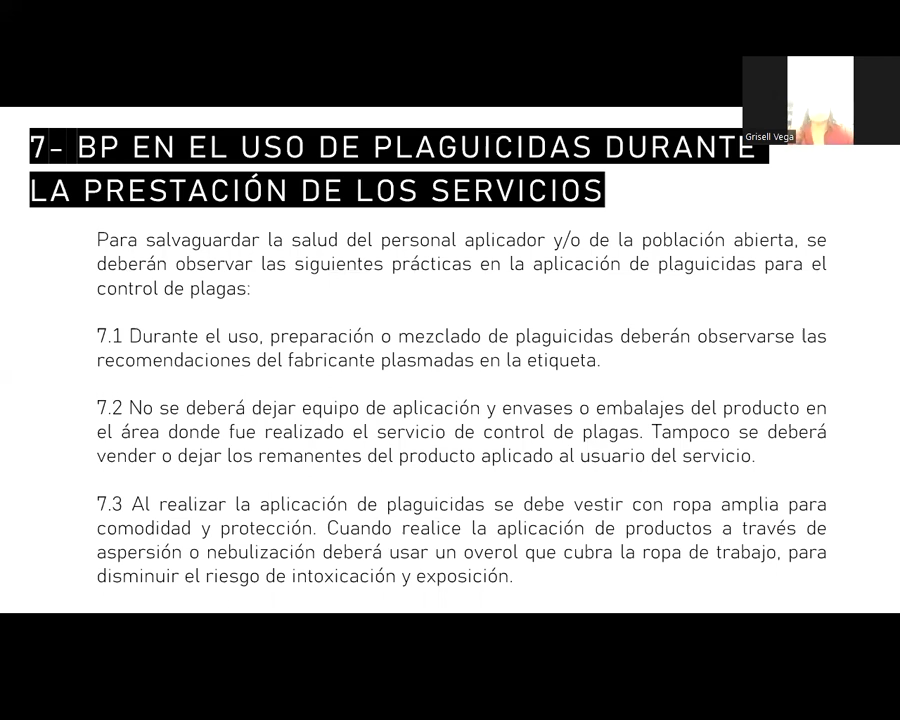 7- BP EN EL USO DE PLAGUICIDAS DURANTE
LA PRESTACIÓN DE LOS SERVICIOS
Grisell Vega
Para salvaguardar la salud del personal aplicador y/o de la población abierta, se
deberán observar las siguientes prácticas en la aplicación de plaguicidas para el
control de plagas:
7.1 Durante el uso, preparación o mezclado de plaguicidas deberán observarse las
recomendaciones del fabricante plasmadas en la etiqueta.
7.2 No se deberá dejar equipo de aplicación y envases o embalajes del producto en
el área donde fue realizado el servicio de control de plagas. Tampoco se deberá
vender o dejar los remanentes del producto aplicado al usuario del servicio.
7.3 Al realizar la aplicación de plaguicidas se debe vestir con ropa amplia para
comodidad y protección. Cuando realice la aplicación de productos a través de
aspersión o nebulización deberá usar un overol que cubra la ropa de trabajo, para
disminuir el riesgo de intoxicación y exposición.